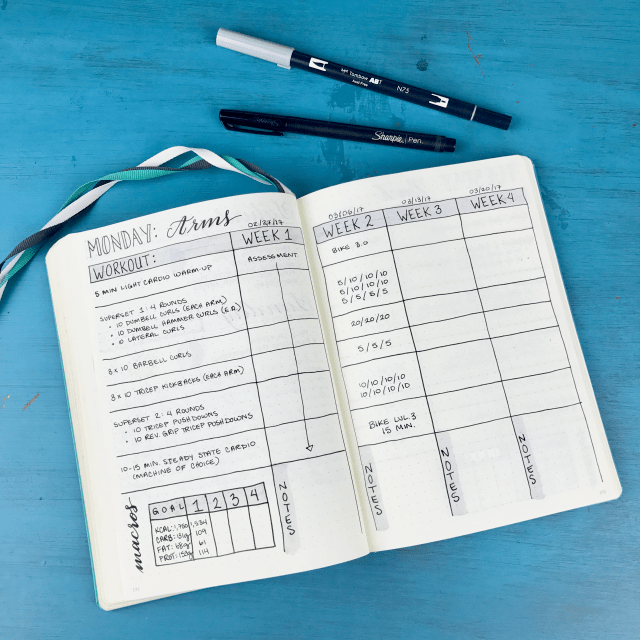 Tombow ABT
N75
Sharpie Pen.
MONDAY: Arms
02/27/17
03/06/17
03/13/17
03/20/17
WORKOUT:
WEEK 1
WEEK 2
WEEK 3
WEEK 4
5 MIN LIGHT CARDIO WARM-UP
ASSESSMENT
BIKE 3.0
SUPERSET 1: 4 ROUNDS
• 10 DUMBELL CURLS (EACH ARM)
• 10 DUMBELL HAMMER CURLS (E.A.)
• 10 LATERAL CURLS
5/10/10/10
5/10/10/10
5/5/5/5
3 x 10 BARBELL CURLS
20/20/20
3 x 10 TRICEP KICKBACKS (EACH ARM)
5/5/5
SUPERSET 2: 4 ROUNDS
• 10 TRICEP PUSHDOWNS
• 10 REV. GRIP TRICEP PUSHDOWNS
10/10/10/10
10/10/10/10
10-15 MIN. STEADY STATE CARDIO
(MACHINE OF CHOICE)
BIKE LVL 3
15 MIN.
macros
GOAL 1 2 3 4
KCAL: 1,750 1,534
CARB: 109
FAT: 61
PROT: 114
NOTES
NOTES
NOTES
NOTES